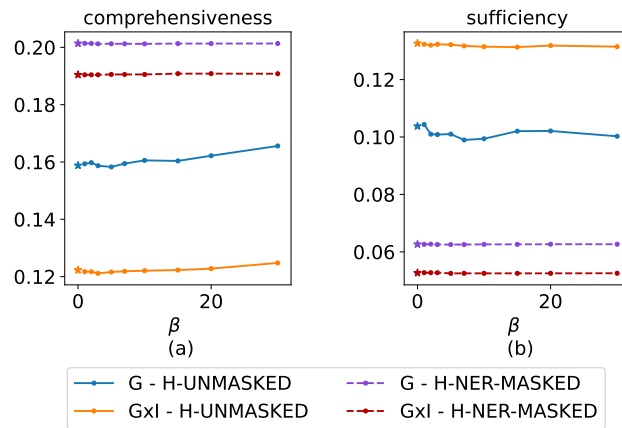 comprehensiveness
0.20
0.18
0.16
0.14
0.12
0
20
β
(a)
sufficiency
0.12
0.10
0.08
0.06
0
20
β
(b)
G - H-UNMASKED
GxI - H-UNMASKED
G - H-NER-MASKED
GxI - H-NER-MASKED